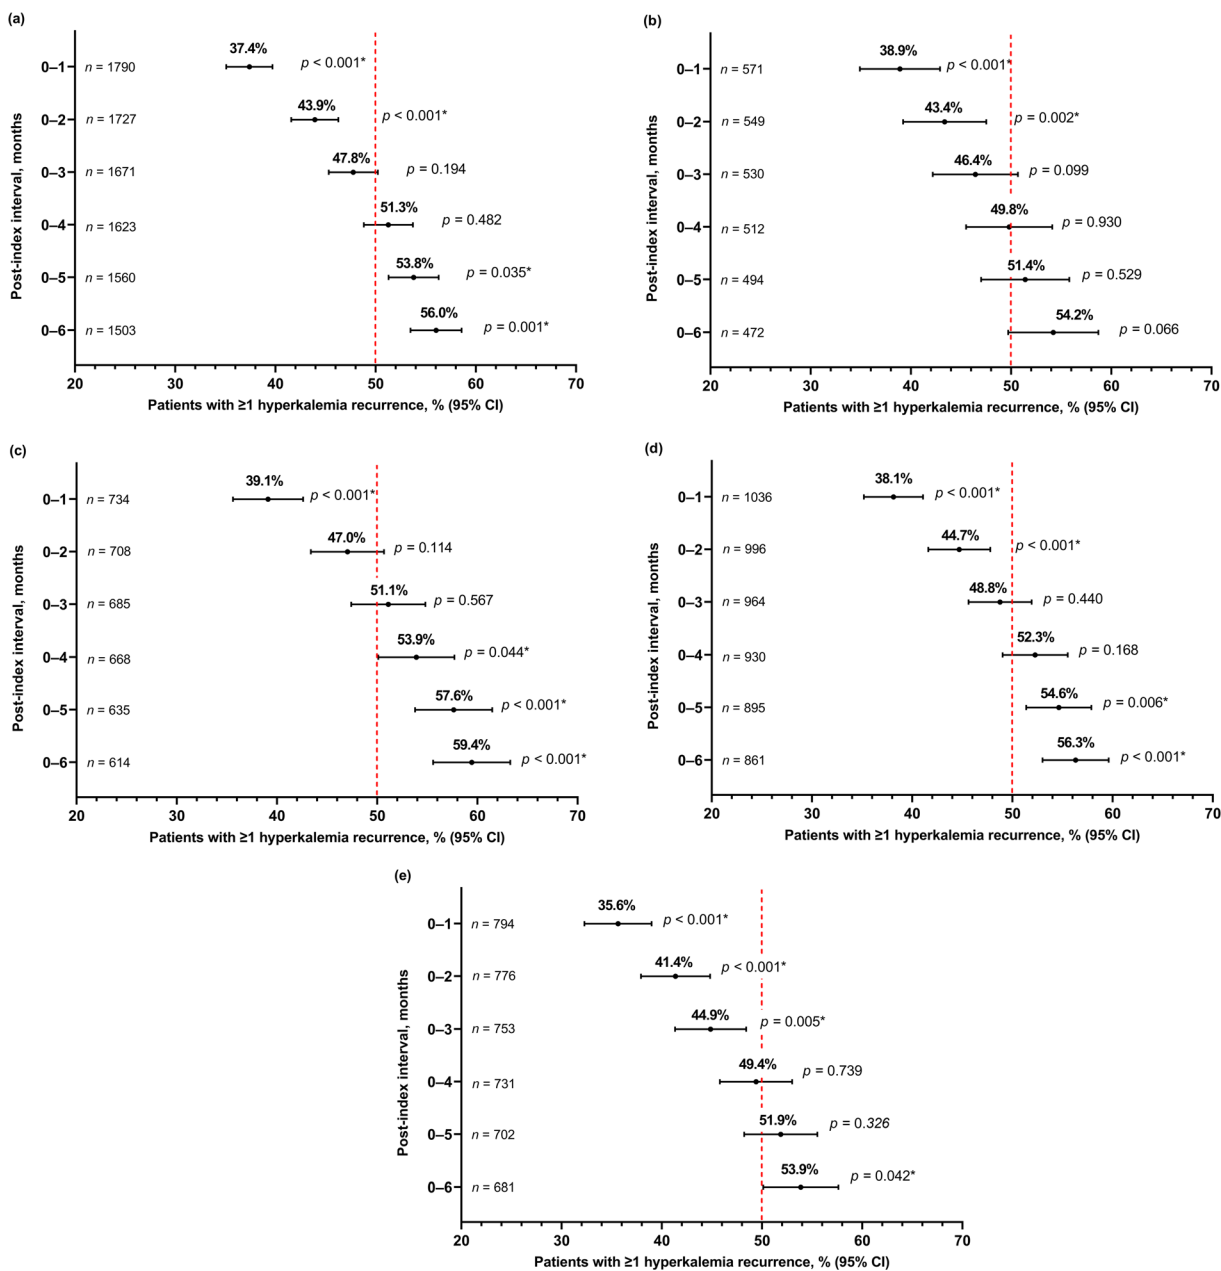 (a)
Post-index interval, months
37.4%
0–1 n = 1790 p < 0.001*
43.9%
0–2 n = 1727 p < 0.001*
47.8%
0–3 n = 1671 p = 0.194
51.3%
0–4 n = 1623 p = 0.482
53.8%
0–5 n = 1560 p = 0.035*
56.0%
0–6 n = 1503 p = 0.001*
20 30 40 50 60 70
Patients with ≥1 hyperkalemia recurrence, % (95% CI)
(b)
Post-index interval, months
38.9%
0–1 n = 571 p < 0.001*
43.4%
0–2 n = 549 p = 0.002*
46.4%
0–3 n = 530 p = 0.099
49.8%
0–4 n = 512 p = 0.930
51.4%
0–5 n = 494 p = 0.529
54.2%
0–6 n = 472 p = 0.066
20 30 40 50 60 70
Patients with ≥1 hyperkalemia recurrence, % (95% CI)
(c)
Post-index interval, months
39.1%
0–1 n = 734 p < 0.001*
47.0%
0–2 n = 708 p = 0.114
51.1%
0–3 n = 685 p = 0.567
53.9%
0–4 n = 668 p = 0.044*
57.6%
0–5 n = 635 p < 0.001*
59.4%
0–6 n = 614 p < 0.001*
20 30 40 50 60 70
Patients with ≥1 hyperkalemia recurrence, % (95% CI)
(d)
Post-index interval, months
38.1%
0–1 n = 1036 p < 0.001*
44.7%
0–2 n = 996 p < 0.001*
48.8%
0–3 n = 964 p = 0.440
52.3%
0–4 n = 930 p = 0.168
54.6%
0–5 n = 895 p = 0.006*
56.3%
0–6 n = 861 p < 0.001*
20 30 40 50 60 70
Patients with ≥1 hyperkalemia recurrence, % (95% CI)
(e)
Post-index interval, months
35.6%
0–1 n = 794 p < 0.001*
41.4%
0–2 n = 776 p < 0.001*
44.9%
0–3 n = 753 p = 0.005*
49.4%
0–4 n = 731 p = 0.739
51.9%
0–5 n = 702 p = 0.326
53.9%
0–6 n = 681 p = 0.042*
20 30 40 50 60 70
Patients with ≥1 hyperkalemia recurrence, % (95% CI)